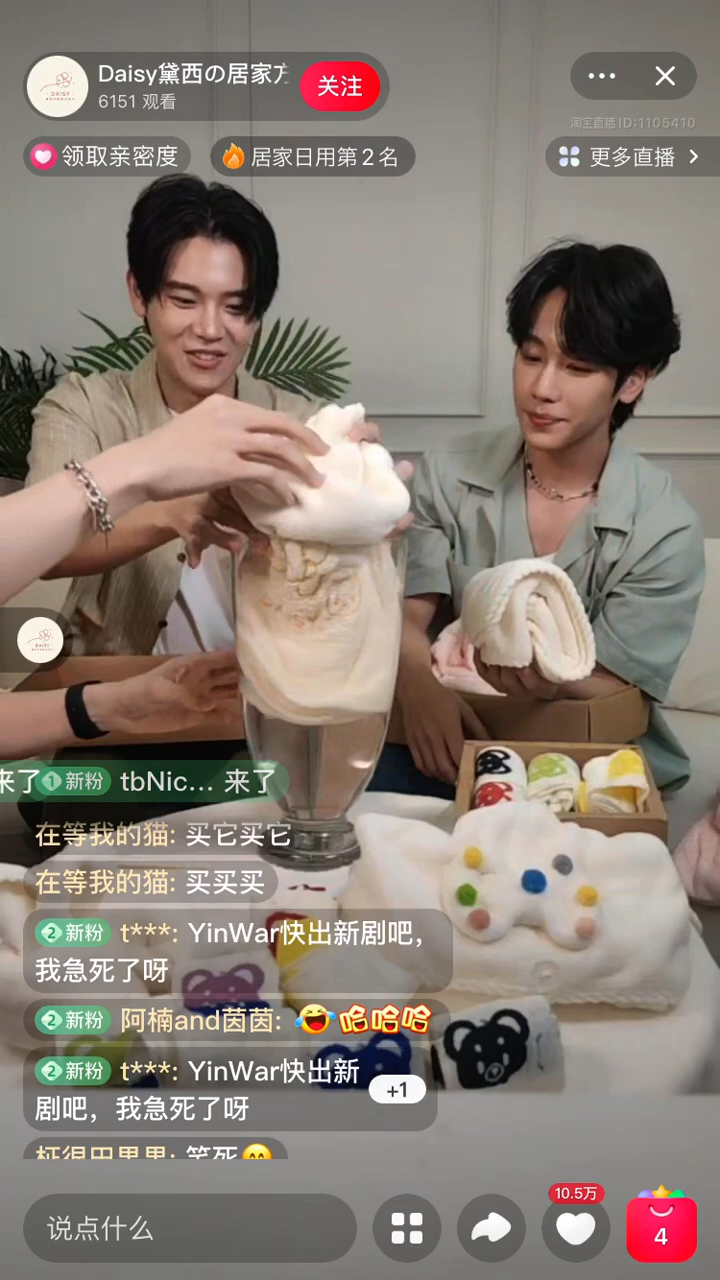 Daisy黛西の居家方
6151 观看
关注
淘宝直播ID:1105410
领取亲密度
居家日用第2名
更多直播
DAISY
DAISY
来了
1 新粉 tbNic... 来了
在等我的猫: 买它买它
在等我的猫: 买买买
2 新粉 t***: YinWar快出新剧吧，
我急死了呀
2 新粉 阿楠and茵茵: 哈哈哈
2 新粉 t***: YinWar快出新
剧吧，我急死了呀
+1
笑死
说点什么
10.5万
4